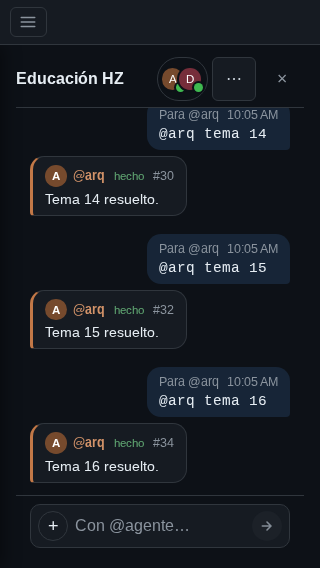 Educación HZ
A D
...
×
Para @arq 10:05 AM
@arq tema 14
A @arq hecho #30
Tema 14 resuelto.
Para @arq 10:05 AM
@arq tema 15
A @arq hecho #32
Tema 15 resuelto.
Para @arq 10:05 AM
@arq tema 16
A @arq hecho #34
Tema 16 resuelto.
+ Con @agente…